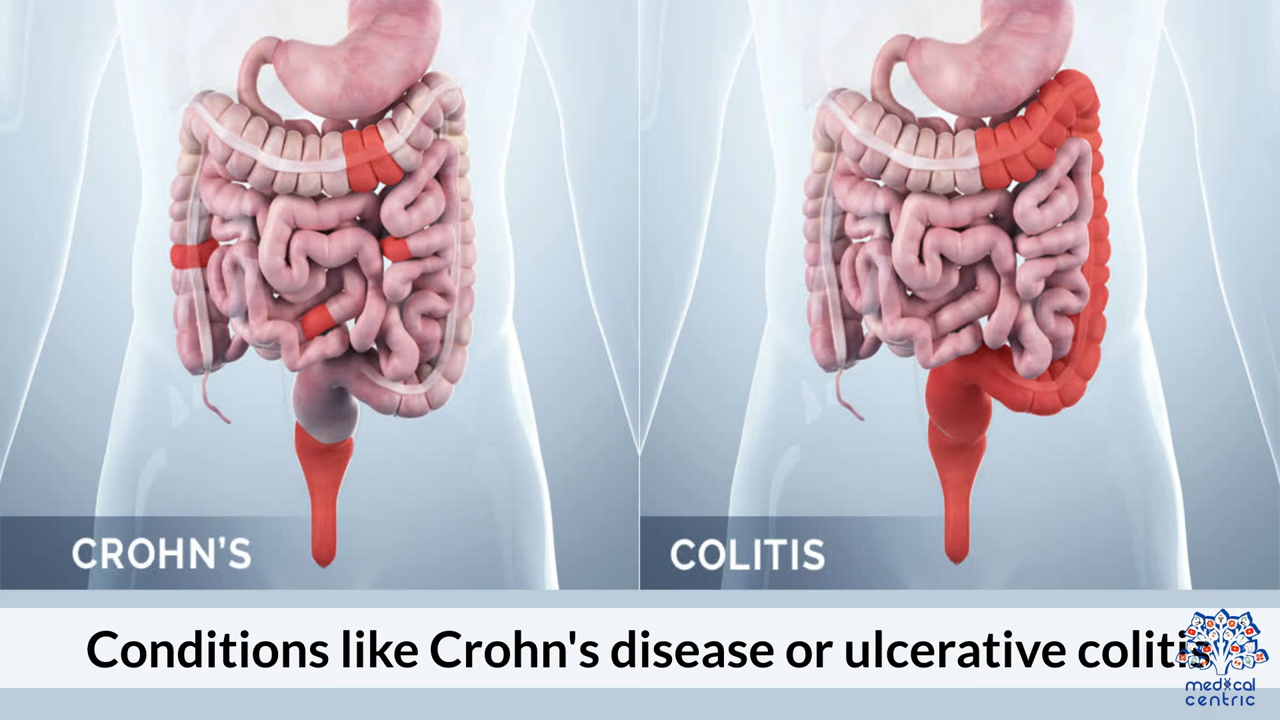 CROHN'S
COLITIS
Conditions like Crohn's disease or ulcerative colitis
medical
centric